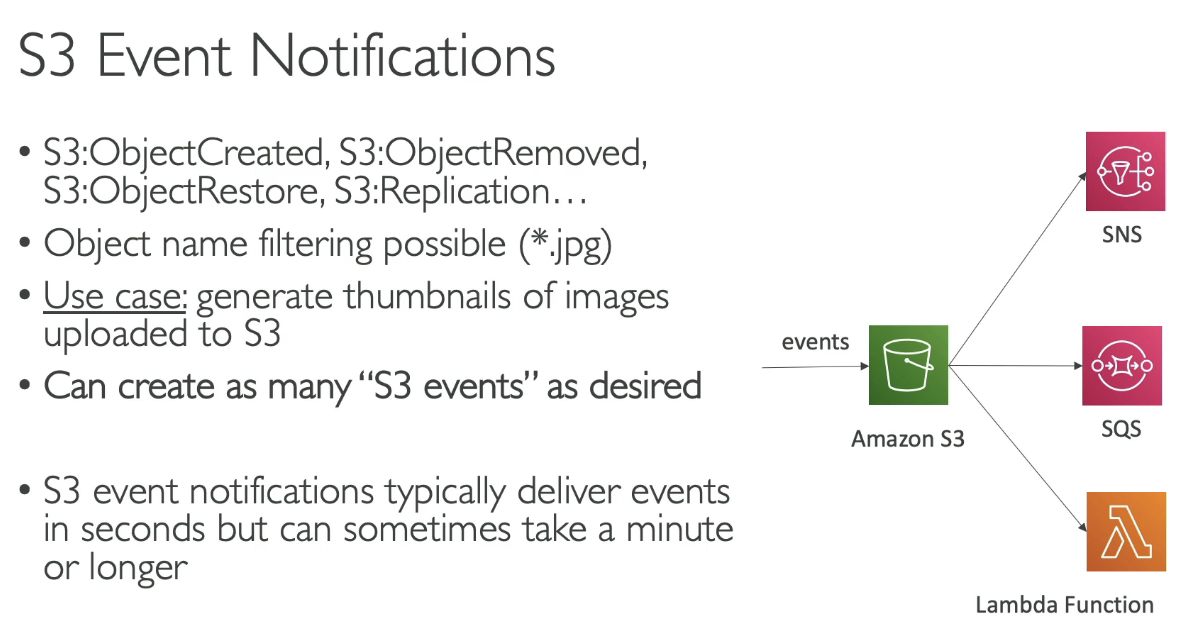 S3 Event Notifications
• S3:ObjectCreated, S3:ObjectRemoved,
S3:ObjectRestore, S3:Replication…
• Object name filtering possible (*.jpg)
• Use case: generate thumbnails of images
uploaded to S3
• Can create as many “S3 events” as desired
• S3 event notifications typically deliver events
in seconds but can sometimes take a minute
or longer
events
Amazon S3
SNS
SQS
Lambda Function